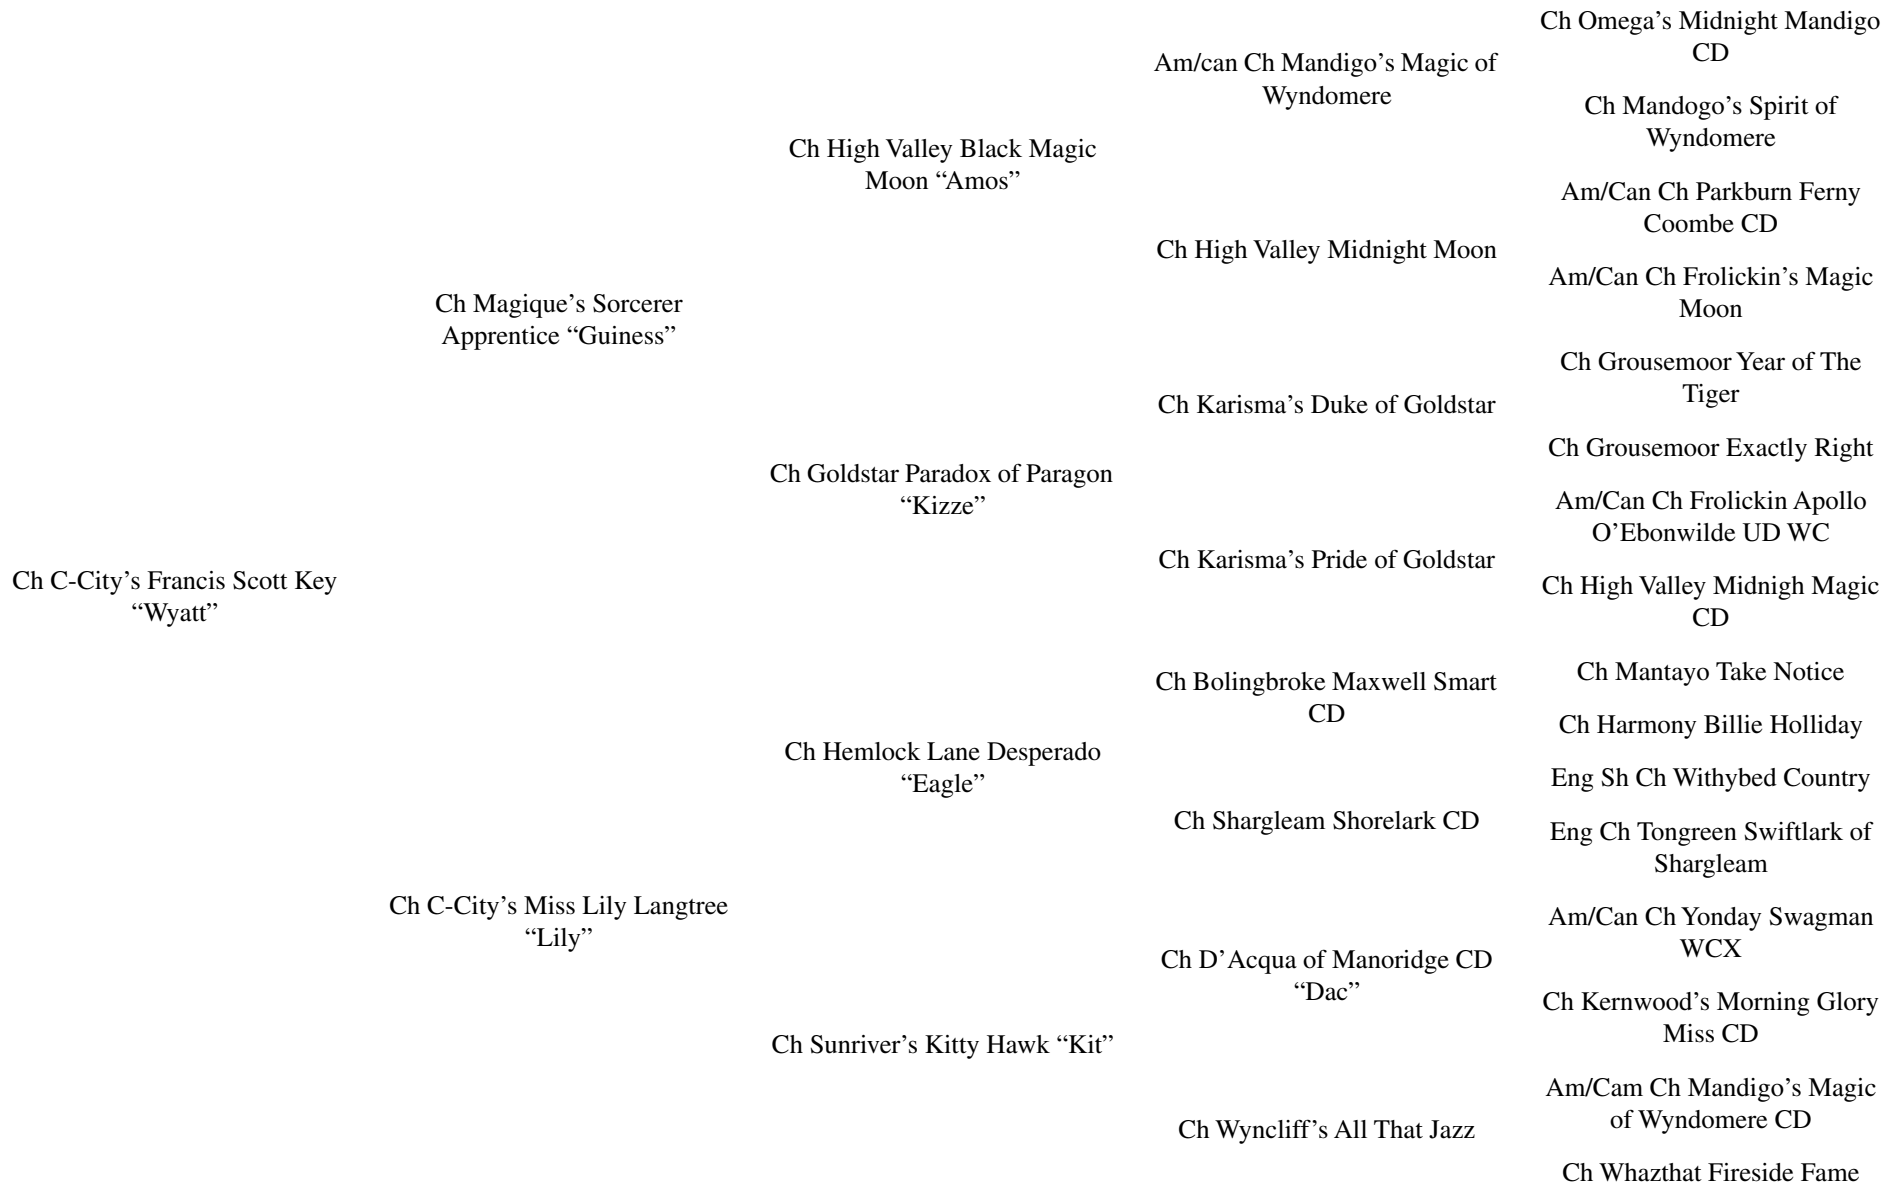 Ch C-City’s Francis Scott Key
“Wyatt”
Ch Magique’s Sorcerer
Apprentice “Guiness”
Ch C-City’s Miss Lily Langtree
“Lily”
Ch High Valley Black Magic
Moon “Amos”
Ch Goldstar Paradox of Paragon
“Kizze”
Ch Hemlock Lane Desperado
“Eagle”
Ch Sunriver’s Kitty Hawk “Kit”
Am/can Ch Mandigo’s Magic of
Wyndomere
Ch High Valley Midnight Moon
Ch Karisma’s Duke of Goldstar
Ch Karisma’s Pride of Goldstar
Ch Bolingbroke Maxwell Smart
CD
Ch Shargleam Shorelark CD
Ch D’Acqua of Manoridge CD
“Dac”
Ch Wyncliff’s All That Jazz
Ch Omega’s Midnight Mandigo
CD
Ch Mandogo’s Spirit of
Wyndomere
Am/Can Ch Parkburn Ferny
Coombe CD
Am/Can Ch Frolickin’s Magic
Moon
Ch Grousemoor Year of The
Tiger
Ch Grousemoor Exactly Right
Am/Can Ch Frolickin Apollo
O’Ebonwilde UD WC
Ch High Valley Midnigh Magic
CD
Ch Mantayo Take Notice
Ch Harmony Billie Holliday
Eng Sh Ch Withybed Country
Eng Ch Tongreen Swiftlark of
Shargleam
Am/Can Ch Yonday Swagman
WCX
Ch Kernwood’s Morning Glory
Miss CD
Am/Cam Ch Mandigo’s Magic
of Wyndomere CD
Ch Whazthat Fireside Fame